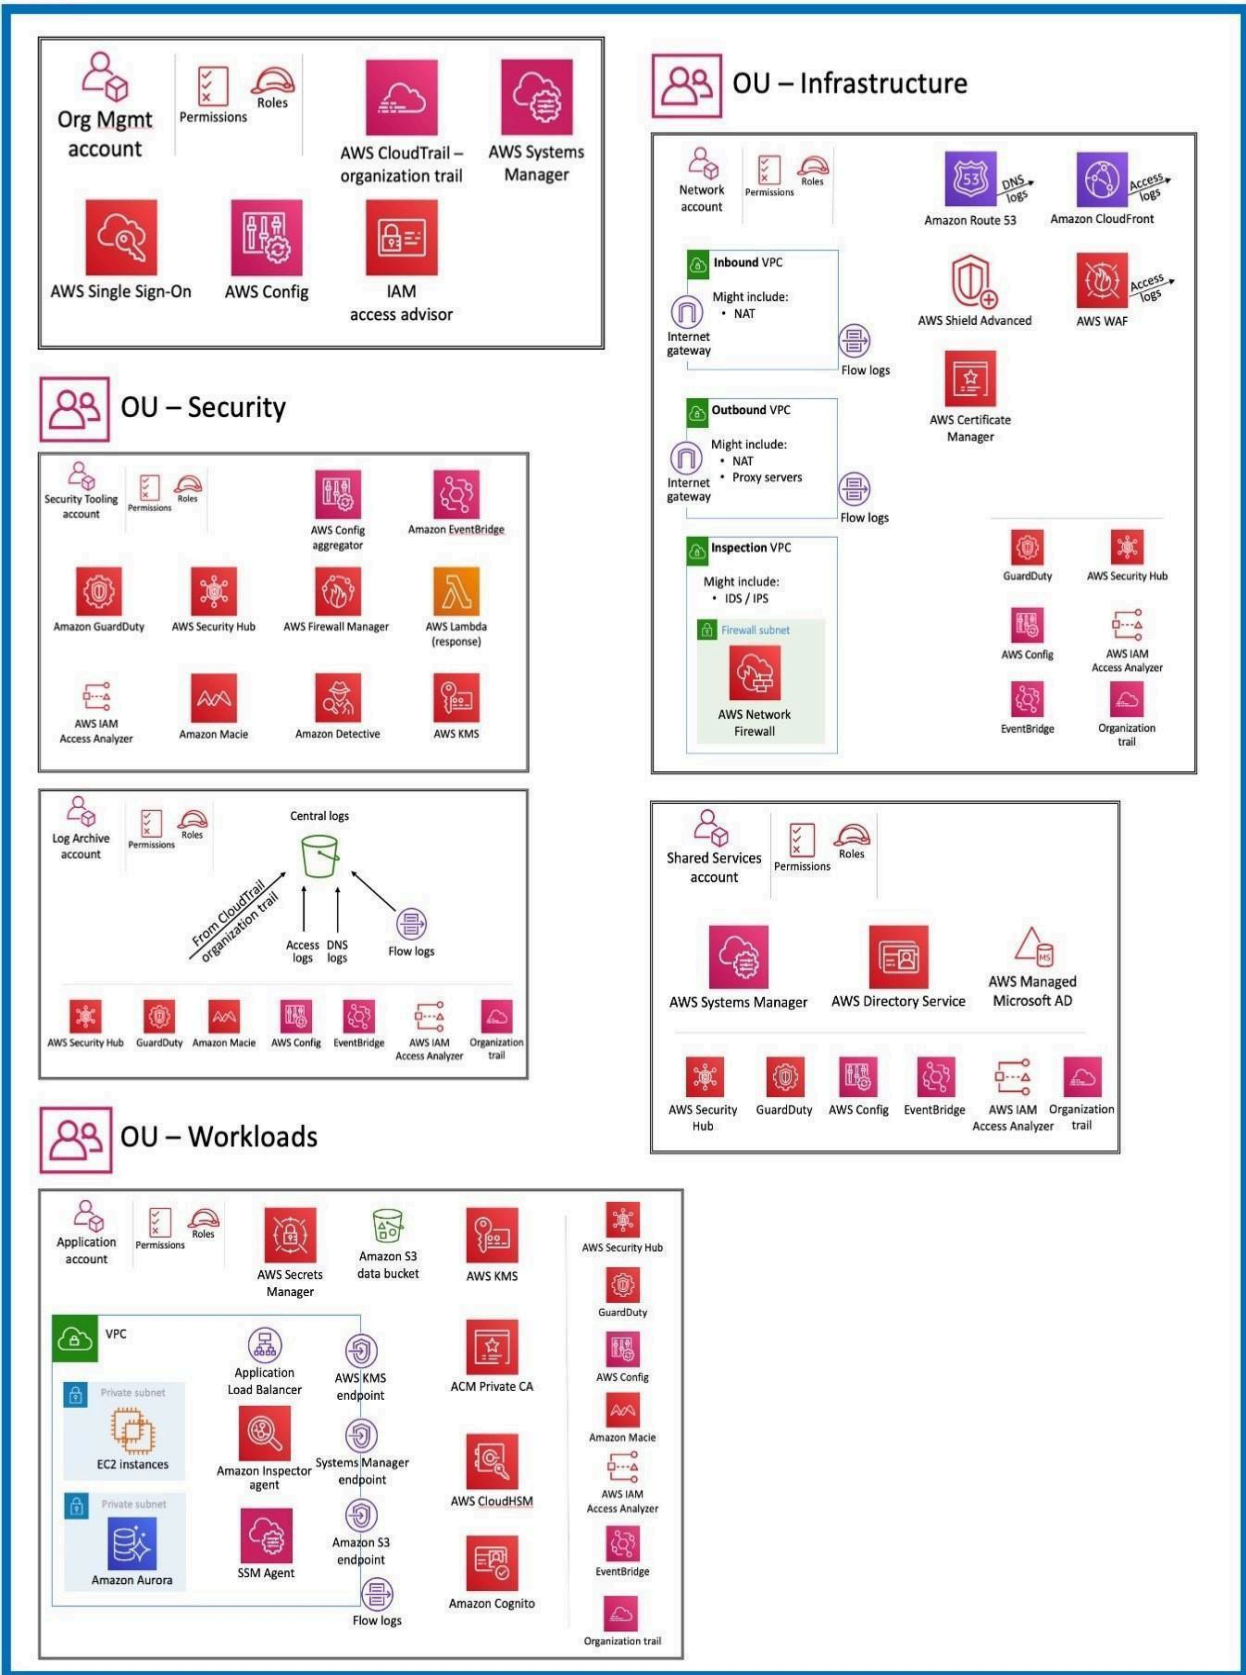 Org Mgmt
account
Permissions
Roles
AWS CloudTrail –
organization trail
AWS Systems
Manager
AWS Single Sign-On
AWS Config
IAM
access advisor
OU – Security
Security Tooling
account
Permissions
Roles
AWS Config
aggregator
Amazon EventBridge
Amazon GuardDuty
AWS Security Hub
AWS Firewall Manager
AWS Lambda
(response)
AWS IAM
Access Analyzer
Amazon Macie
Amazon Detective
AWS KMS
Log Archive
account
Permissions
Roles
Central logs
From CloudTrail
organization trail
Access
logs
DNS
logs
Flow logs
AWS Security Hub
GuardDuty
Amazon Macie
AWS Config
EventBridge
AWS IAM
Access Analyzer
Organization
trail
OU – Workloads
Application
account
Permissions
Roles
AWS Secrets
Manager
Amazon S3
data bucket
AWS KMS
VPC
Application
Load Balancer
AWS KMS
endpoint
Private subnet
EC2 instances
Amazon Inspector
agent
Systems Manager
endpoint
Private subnet
Amazon Aurora
SSM Agent
Amazon S3
endpoint
Flow logs
ACM Private CA
AWS CloudHSM
Amazon Cognito
AWS Security Hub
GuardDuty
AWS Config
Amazon Macie
AWS IAM
Access Analyzer
EventBridge
Organization trail
OU – Infrastructure
Network
account
Permissions
Roles
53
DNS
logs
Amazon Route 53
Access
logs
Amazon CloudFront
Inbound VPC
Might include:
• NAT
Internet
gateway
Flow logs
AWS Shield Advanced
Access
logs
AWS WAF
AWS Certificate
Manager
Outbound VPC
Might include:
• NAT
• Proxy servers
Internet
gateway
Flow logs
Inspection VPC
Might include:
• IDS / IPS
Firewall subnet
AWS Network
Firewall
GuardDuty
AWS Security Hub
AWS Config
AWS IAM
Access Analyzer
EventBridge
Organization
trail
Shared Services
account
Permissions
Roles
AWS Systems Manager
AWS Directory Service
MS
AWS Managed
Microsoft AD
AWS Security
Hub
GuardDuty
AWS Config
EventBridge
AWS IAM
Access Analyzer
Organization
trail